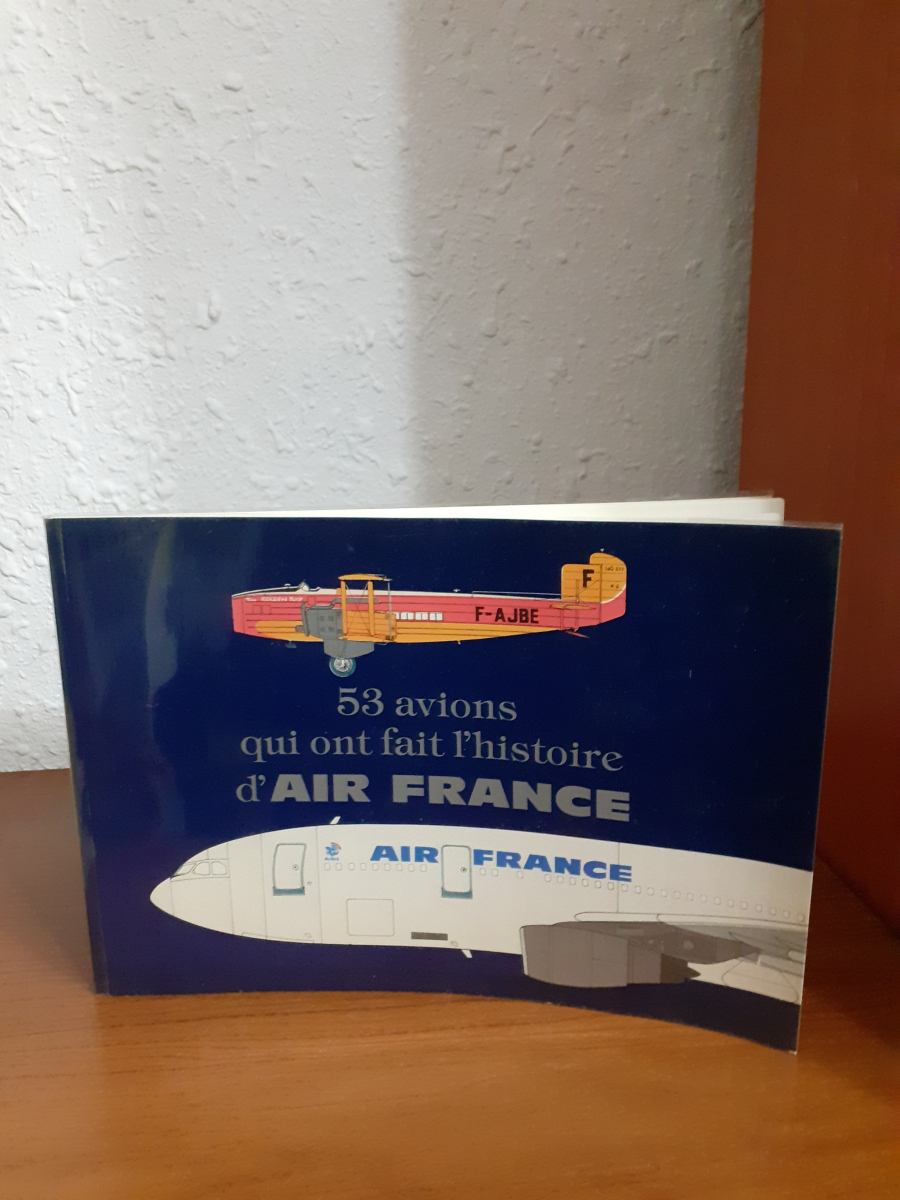 F
F-AJBE
53 avions
qui ont fait l'histoire
d'AIR FRANCE
AIR FRANCE